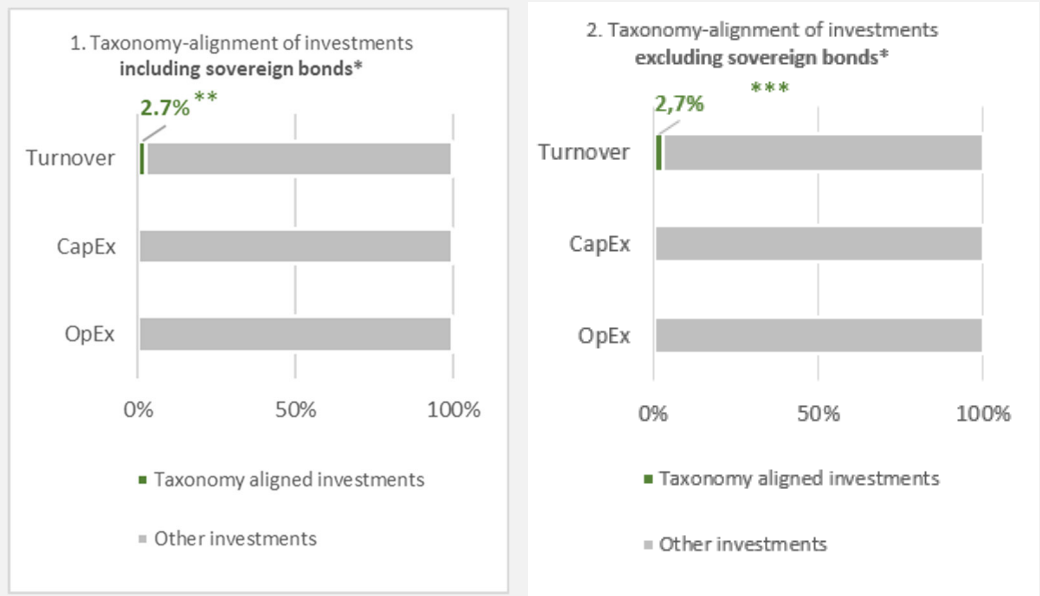 1. Taxonomy-alignment of investments
including sovereign bonds*
2.7% **
Turnover
CapEx
OpEx
0% 50% 100%
Taxonomy aligned investments
Other investments
2. Taxonomy-alignment of investments
excluding sovereign bonds*
***
2,7%
Turnover
CapEx
OpEx
0% 50% 100%
Taxonomy aligned investments
Other investments